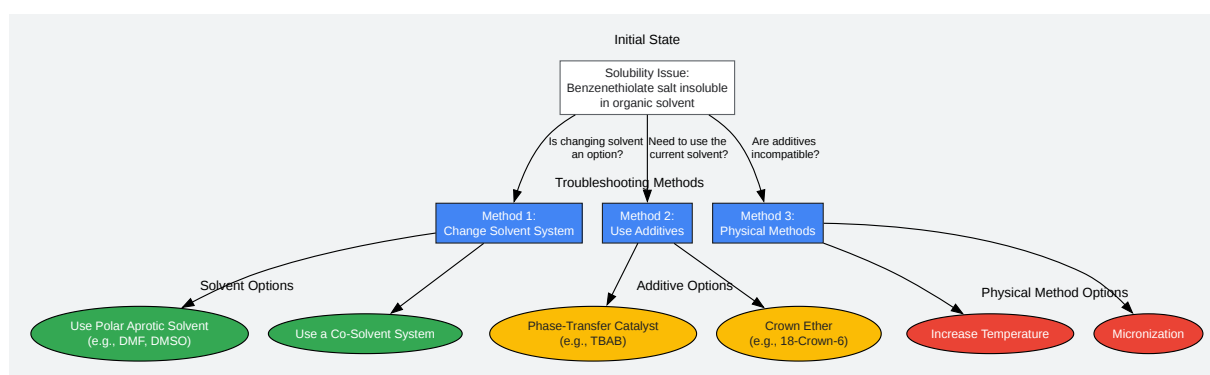 Initial State
Solubility Issue:
Benzenethiolate salt insoluble
in organic solvent
Is changing solvent
an option?
Need to use the
current solvent?
Are additives
incompatible?
Troubleshooting Methods
Method 1:
Change Solvent System
Method 2:
Use Additives
Method 3:
Physical Methods
Solvent Options
Additive Options
Physical Method Options
Use Polar Aprotic Solvent
(e.g., DMF, DMSO)
Use a Co-Solvent System
Phase-Transfer Catalyst
(e.g., TBAB)
Crown Ether
(e.g., 18-Crown-6)
Increase Temperature
Micronization